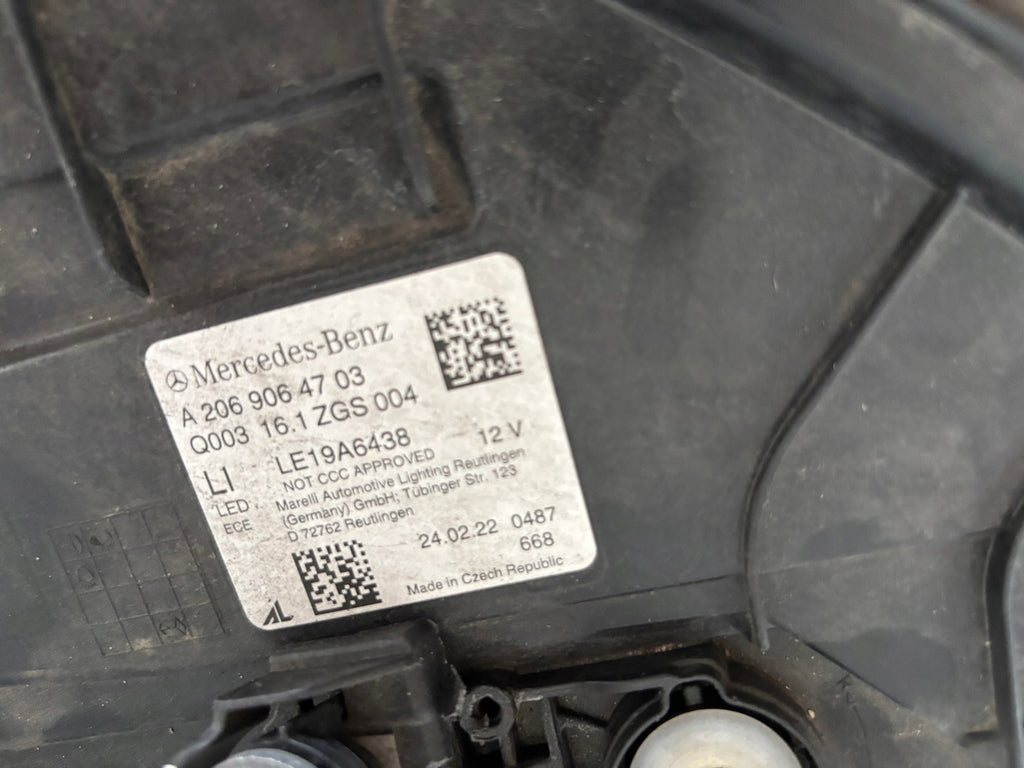 Mercedes-Benz
A 206 906 47 03
Q003 16.1 ZGS 004
LI LE19A6438 12 V
LED NOT CCC APPROVED
ECE Marelli Automotive Lighting Reutlingen
(Germany) GmbH; Tübinger Str. 123
D 72762 Reutlingen
24.02.22 0487
668
AL Made in Czech Republic